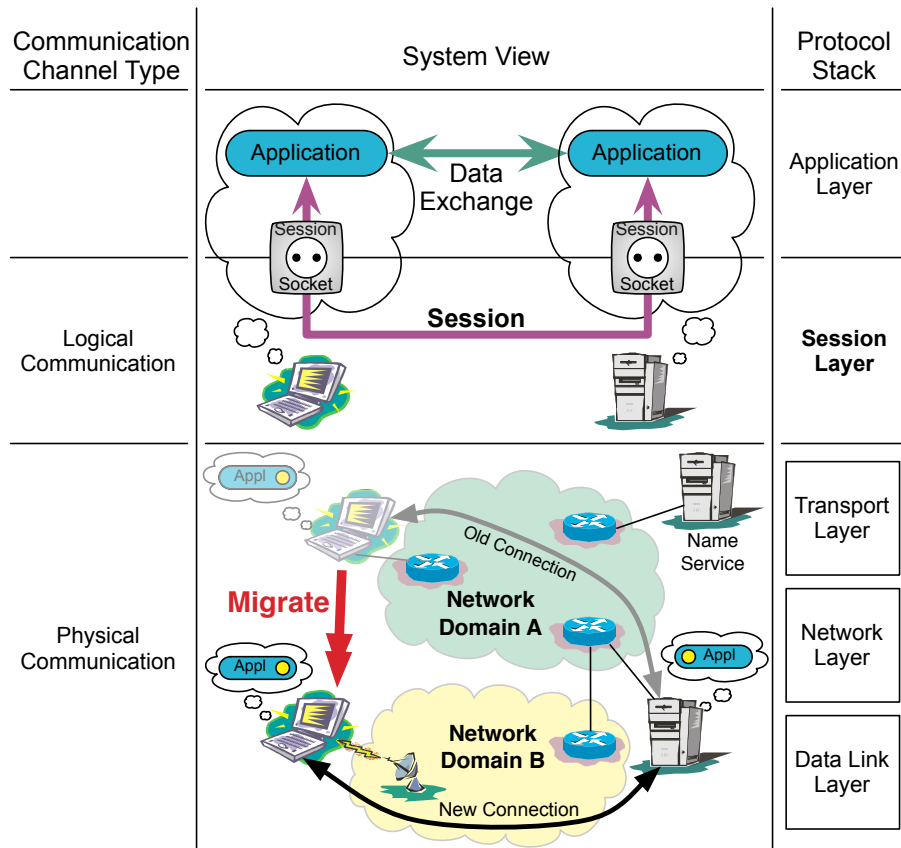 Communication
Channel Type
System View
Protocol
Stack
Application
Application
Data
Exchange
Application
Layer
Session
Socket
Session
Socket
Session
Logical
Communication
Session
Layer
Appl
Old Connection
Name
Service
Transport
Layer
Migrate
Network
Domain A
Physical
Communication
Network
Layer
Appl
Appl
Network
Domain B
Data Link
Layer
New Connection